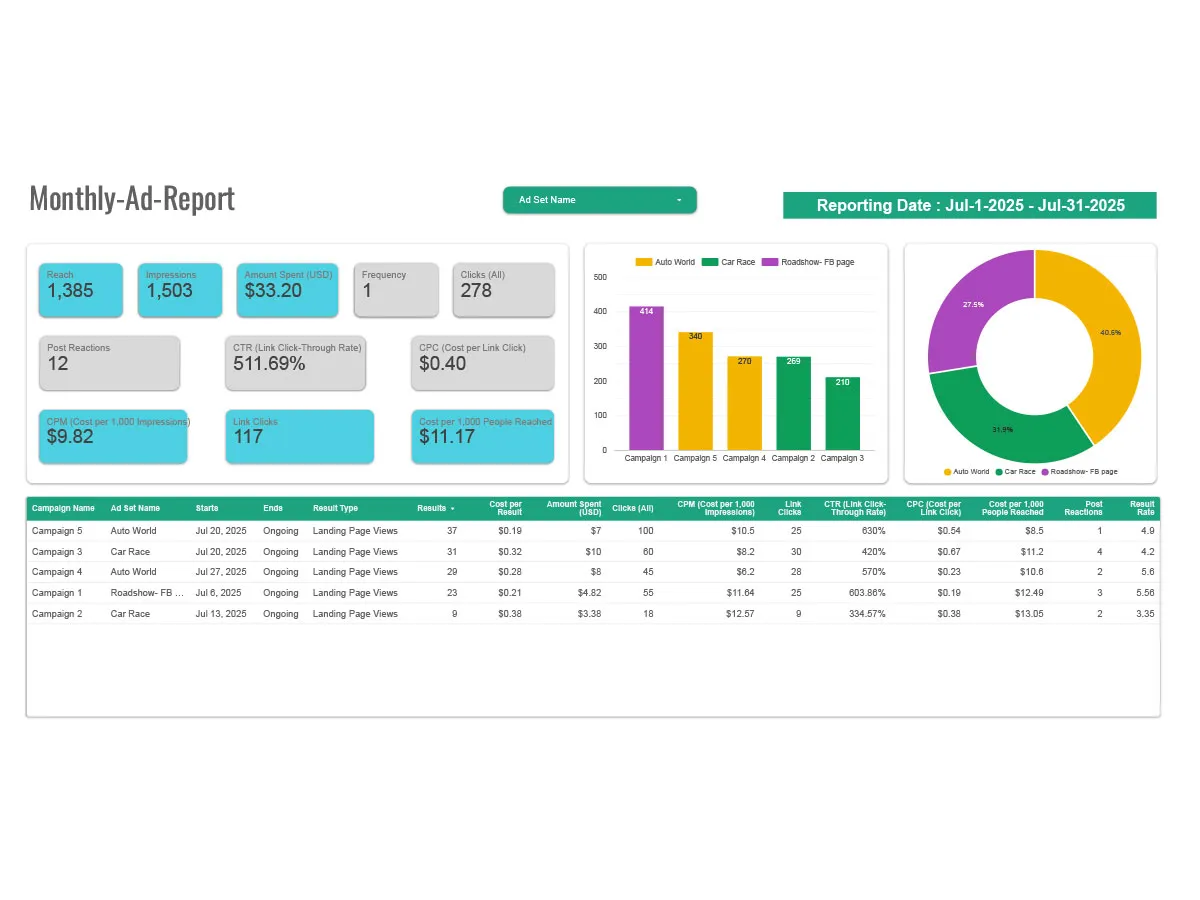 Monthly-Ad-Report
Ad Set Name
Reporting Date : Jul-1-2025 - Jul-31-2025
Reach
1,385
Impressions
1,503
Amount Spent (USD)
$33.20
Frequency
1
Clicks (All)
278
Post Reactions
12
CTR (Link Click-Through Rate)
511.69%
CPC (Cost per Link Click)
$0.40
CPM (Cost per 1,000 Impressions)
$9.82
Link Clicks
117
Cost per 1,000 People Reached
$11.17
Auto World Car Race Roadshow- FB page
500
400
300
200
100
0
414
340
270
269
210
Campaign 1 Campaign 5 Campaign 4 Campaign 2 Campaign 3
27.5%
40.6%
31.9%
Auto World Car Race Roadshow- FB page
Campaign Name Ad Set Name Starts Ends Result Type Results Cost per Result Amount Spent (USD) Clicks (All) CPM (Cost per 1,000 Impressions) Link Clicks CTR (Link Click-Through Rate) CPC (Cost per Link Click) Cost per 1,000 People Reached Post Reactions Result Rate
Campaign 5 Auto World Jul 20, 2025 Ongoing Landing Page Views 37 $0.19 $7 100 $10.5 25 630% $0.54 $8.5 1 4.9
Campaign 3 Car Race Jul 20, 2025 Ongoing Landing Page Views 31 $0.32 $10 60 $8.2 30 420% $0.67 $11.2 4 4.2
Campaign 4 Auto World Jul 27, 2025 Ongoing Landing Page Views 29 $0.28 $8 45 $6.2 28 570% $0.23 $10.6 2 5.6
Campaign 1 Roadshow- FB ... Jul 6, 2025 Ongoing Landing Page Views 23 $0.21 $4.82 55 $11.64 25 603.86% $0.19 $12.49 3 5.56
Campaign 2 Car Race Jul 13, 2025 Ongoing Landing Page Views 9 $0.38 $3.38 18 $12.57 9 334.57% $0.38 $13.05 2 3.35